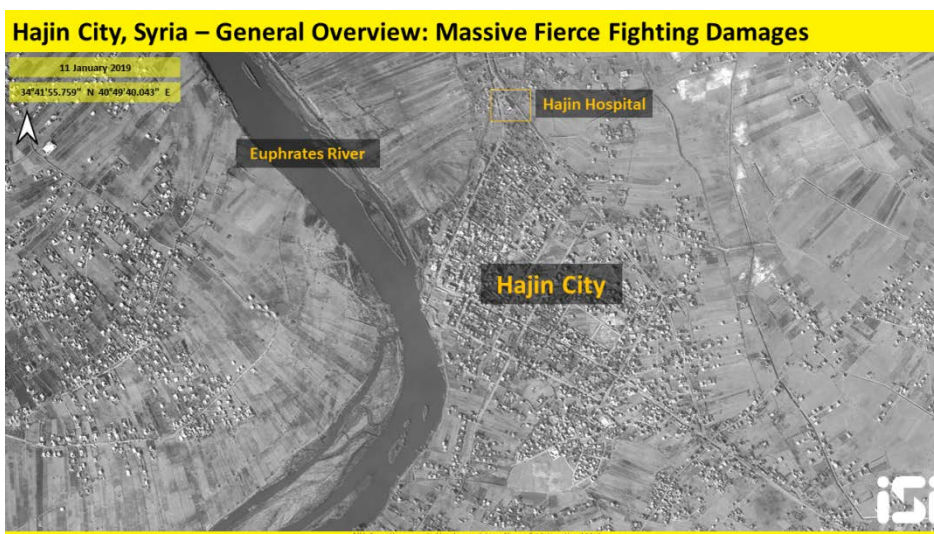 Hajin City, Syria – General Overview: Massive Fierce Fighting Damages
11 January 2019
34°41'55.759" N 40°49'40.043" E
Hajin Hospital
Euphrates River
Hajin City
iSi